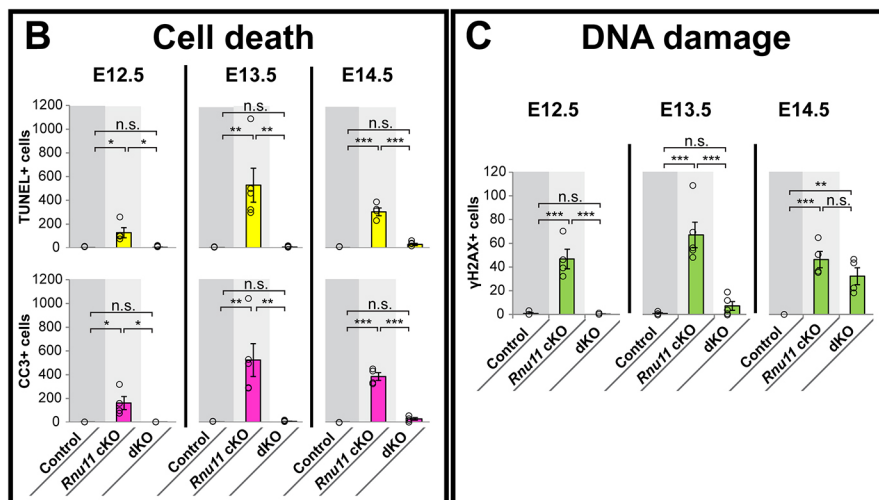 B Cell death
E12.5 E13.5 E14.5
1200
1000
800
600
400
200
0
TUNEL+ cells
n.s.
* *
n.s.
** **
n.s.
*** ***
1200
1000
800
600
400
200
0
CC3+ cells
n.s.
* *
n.s.
** **
n.s.
*** ***
Control Rnu11 cKO dKO Control Rnu11 cKO dKO Control Rnu11 cKO dKO
C DNA damage
E12.5 E13.5 E14.5
120
100
80
60
40
20
0
γH2AX+ cells
n.s.
*** ***
n.s.
*** ***
**
*** n.s.
Control Rnu11 cKO dKO Control Rnu11 cKO dKO Control Rnu11 cKO dKO